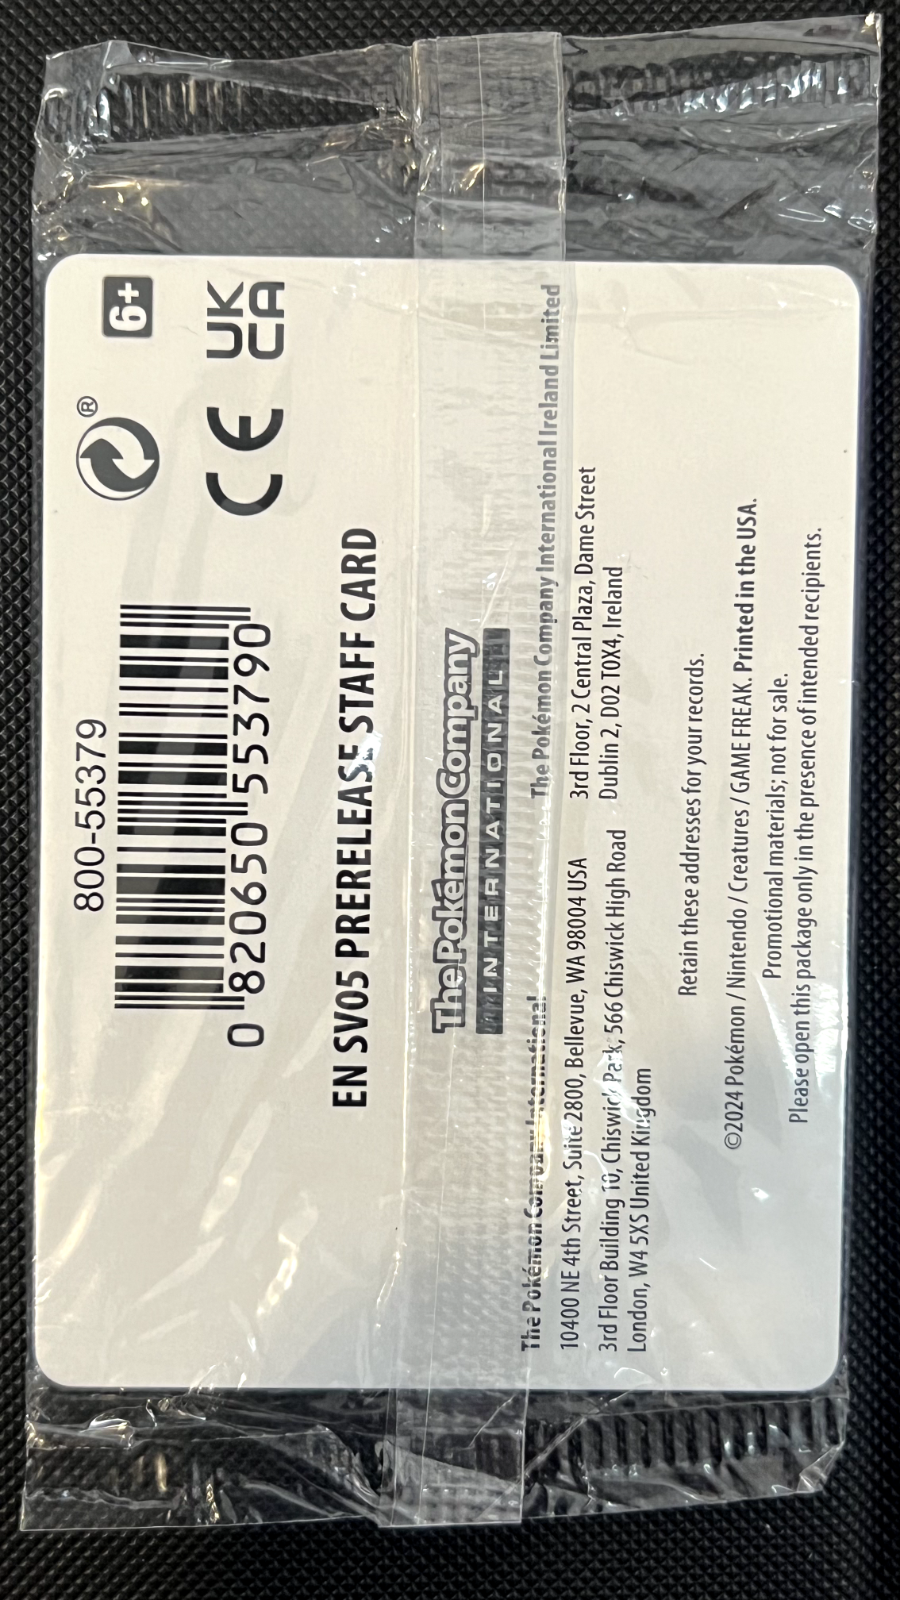 800-55379
0 820650 553790
®
6+
CE
UK
CA
EN SV05 PRERELEASE STAFF CARD
The Pokémon Company
INTERNATIONAL
The Pokémon Company International
10400 NE 4th Street, Suite 2800, Bellevue, WA 98004 USA
3rd Floor Building 10, Chiswick Park, 566 Chiswick High Road
London, W4 5XS United Kingdom
The Pokémon Company International Ireland Limited
3rd Floor, 2 Central Plaza, Dame Street
Dublin 2, D02 T0X4, Ireland
Retain these addresses for your records.
©2024 Pokémon / Nintendo / Creatures / GAME FREAK. Printed in the USA.
Promotional materials; not for sale.
Please open this package only in the presence of intended recipients.